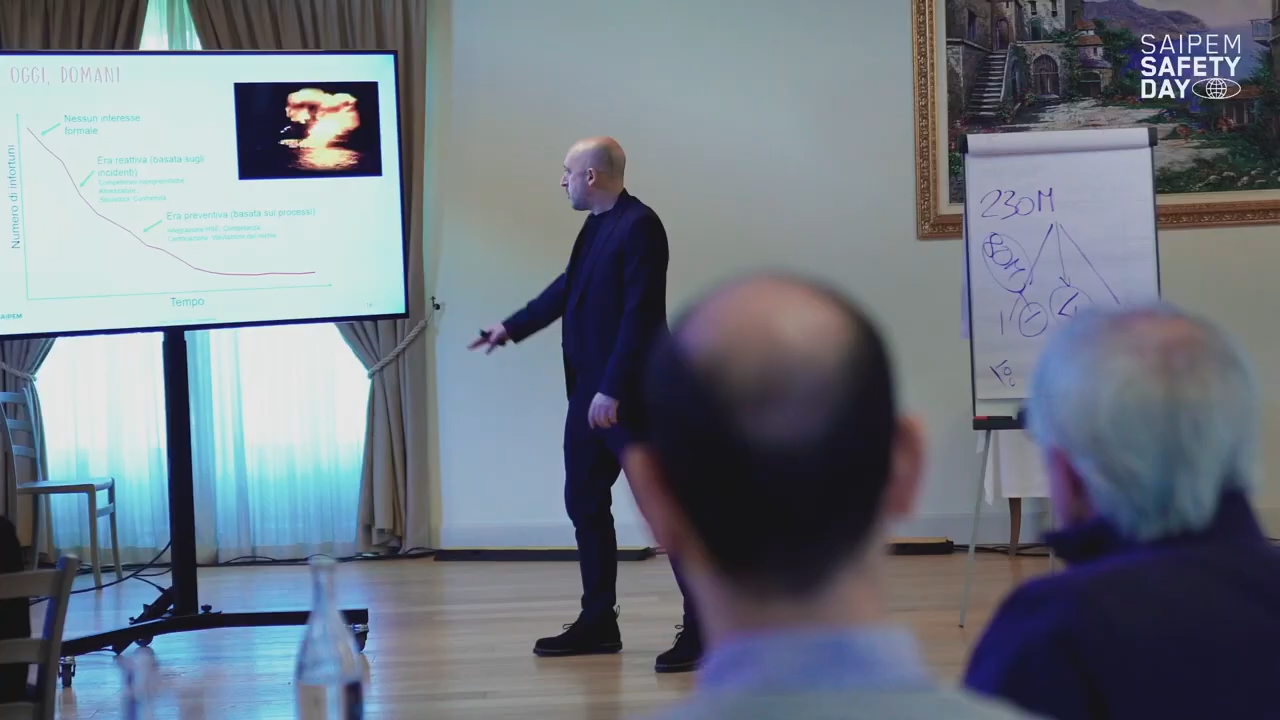 OGGI, DOMANI
Nessun interesse
formale.
Era reattiva (basata sugli
incidenti)
Era preventiva (basata sui processi)
Numero di infortuni
Tempo
SAIPEM
SAIPEM
SAFETY
DAY
230M
80M